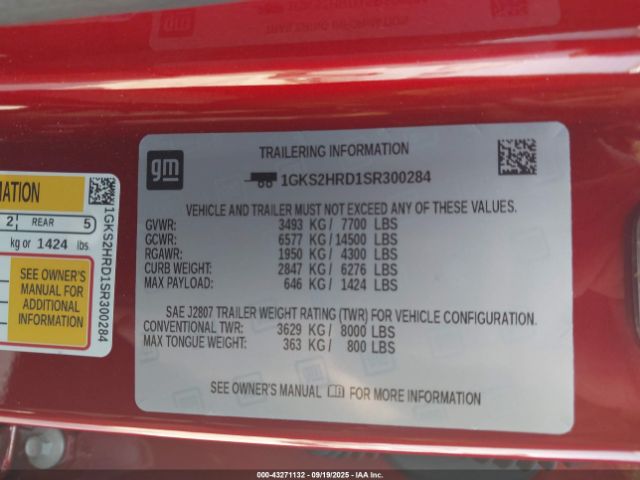 gm
TRAILERING INFORMATION
1GKS2HRD1SR300284
VEHICLE AND TRAILER MUST NOT EXCEED ANY OF THESE VALUES.
GVWR: 3493 KG/ 7700 LBS
GCWR: 6577 KG/14500 LBS
RGAWR: 1950 KG/ 4300 LBS
CURB WEIGHT: 2847 KG/ 6276 LBS
MAX PAYLOAD: 646 KG/ 1424 LBS
SAE J2807 TRAILER WEIGHT RATING (TWR) FOR VEHICLE CONFIGURATION.
CONVENTIONAL TWR: 3629 KG/ 8000 LBS
MAX TONGUE WEIGHT: 363 KG/ 800 LBS
SEE OWNER'S MANUAL FOR MORE INFORMATION
MATION
2 REAR 5
kg or 1424 lbs
SEE OWNER'S
MANUAL FOR
ADDITIONAL
INFORMATION
1GKS2HRD1SR300284
000-43271132 - 09/19/2025 - IAAI, Inc.